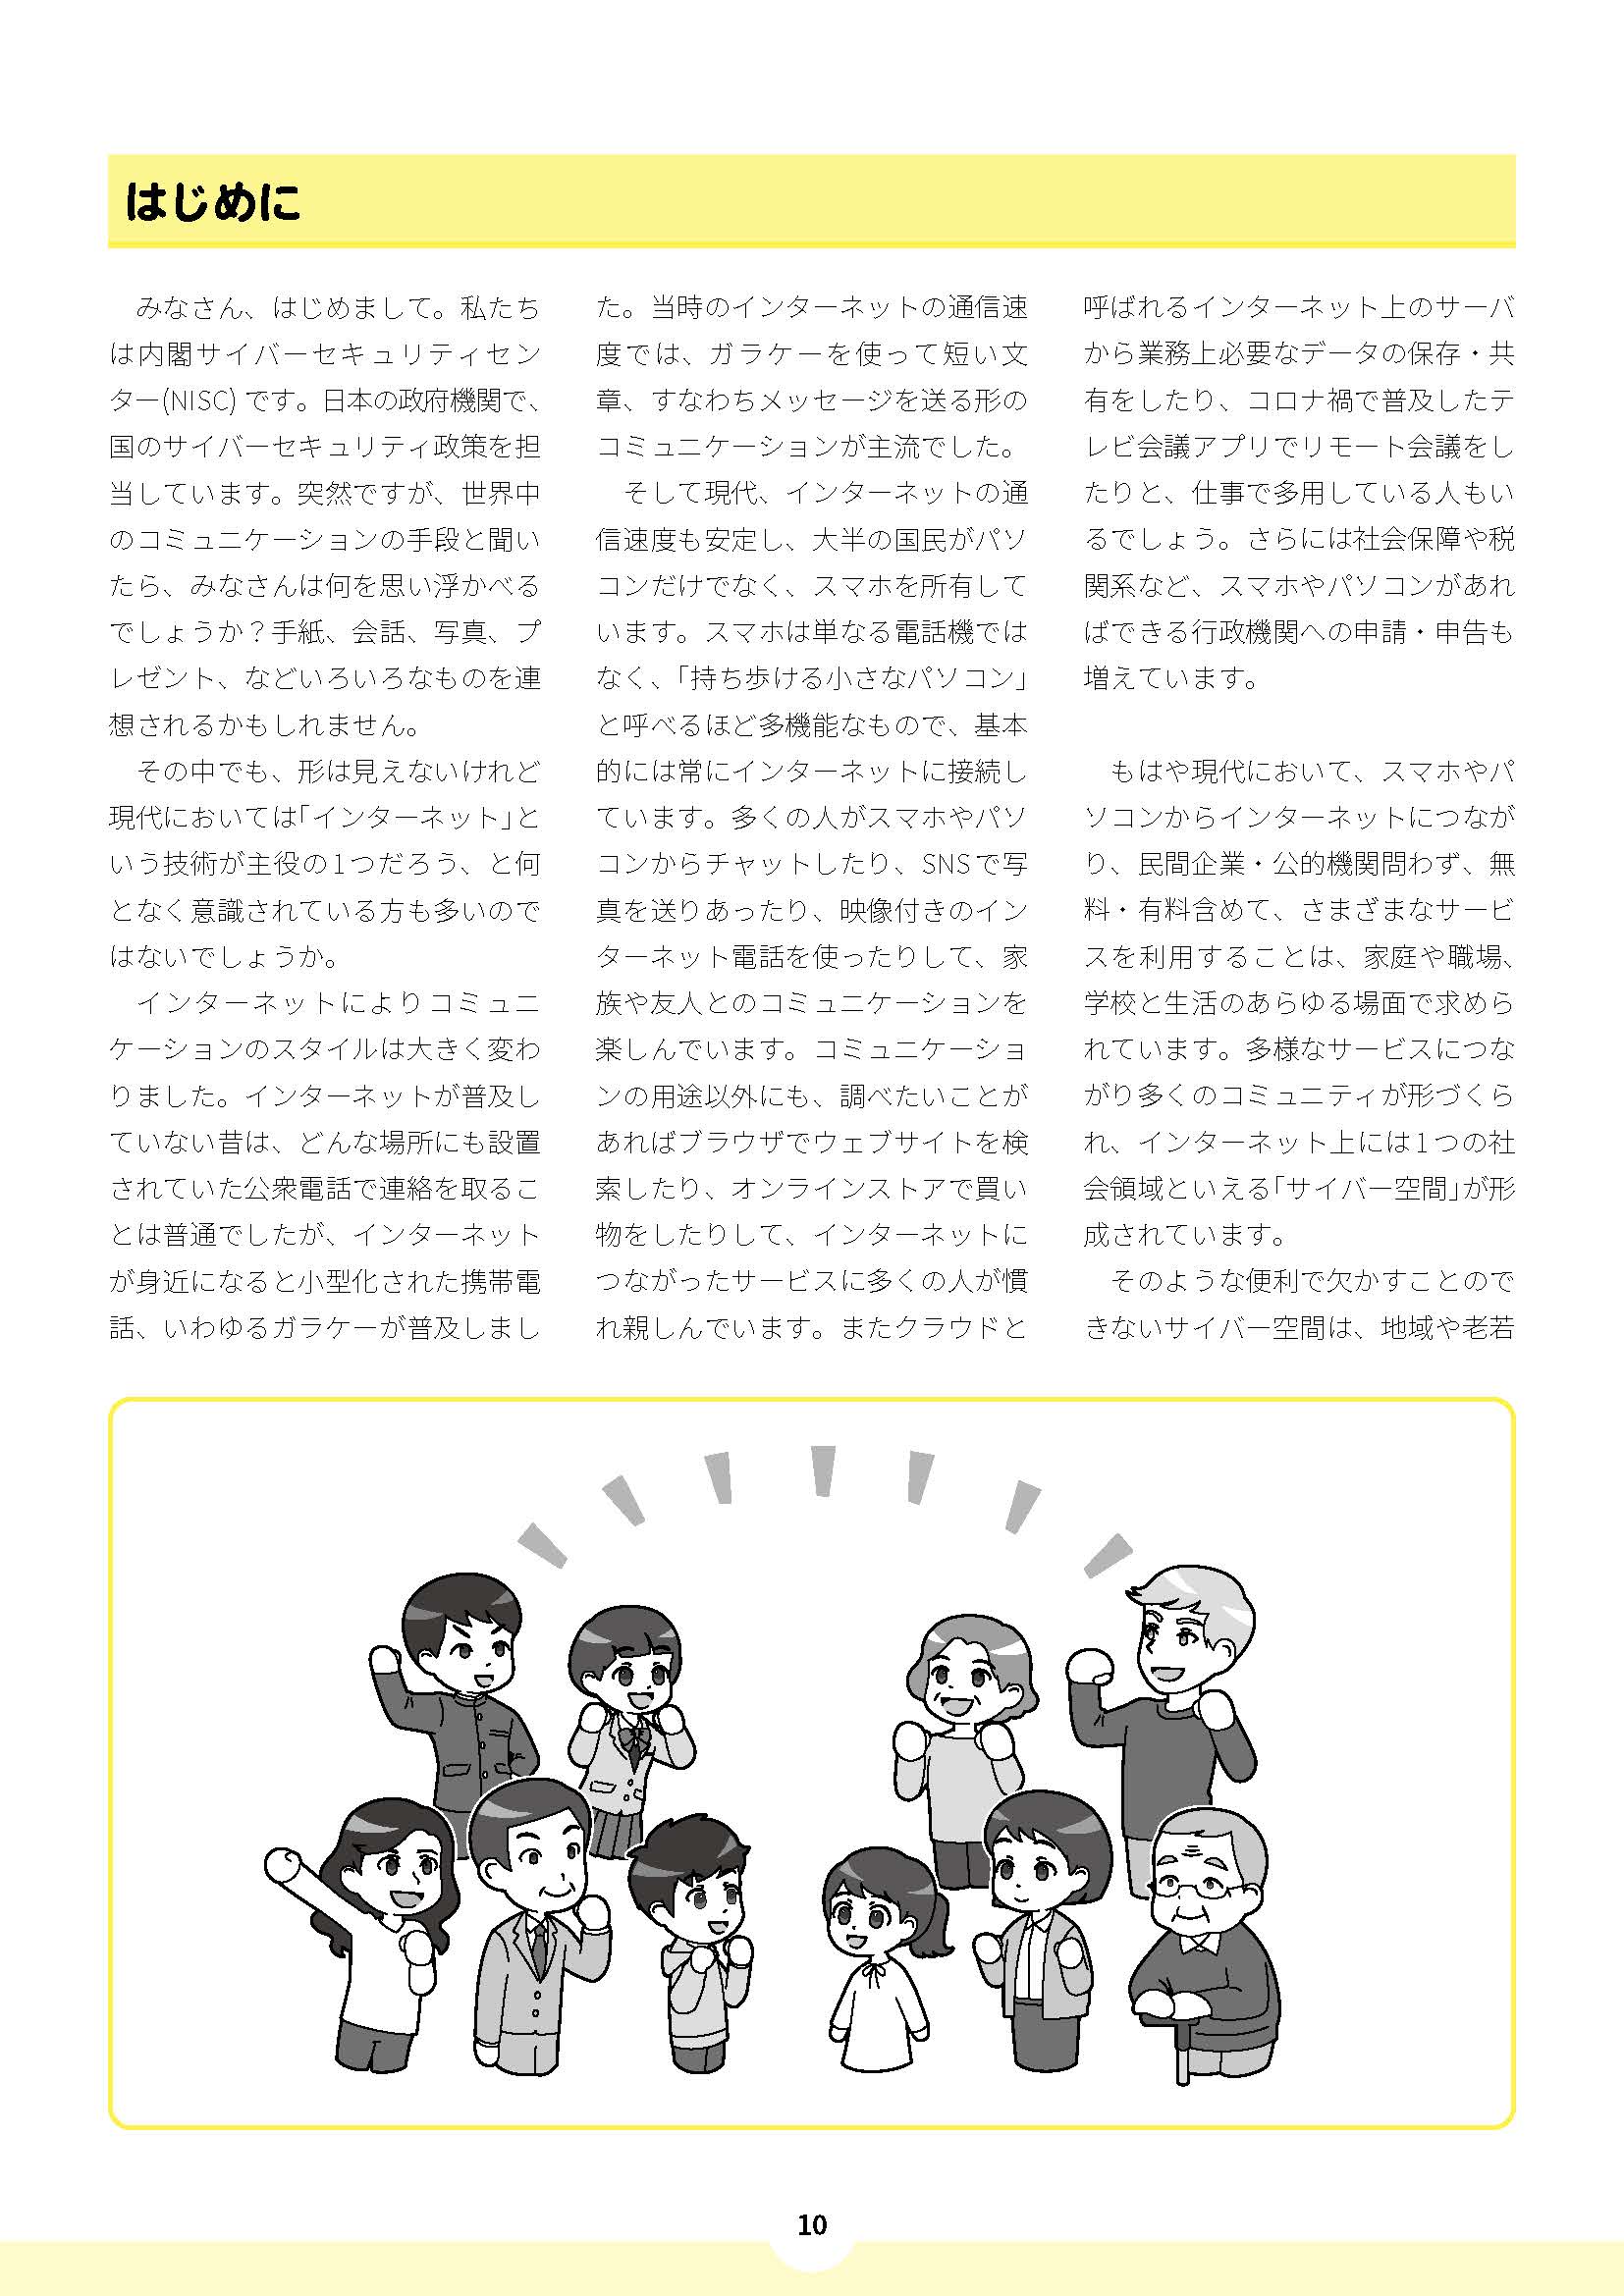 はじめに
みなさん、はじめまして。私たち
は内閣サイバーセキュリティセン
ター(NISC) です。日本の政府機関で、
国のサイバーセキュリティ政策を担
当しています。突然ですが、世界中
のコミュニケーションの手段と聞い
たら、みなさんは何を思い浮かべる
でしょうか？手紙、会話、写真、プ
レゼント、などいろいろなものを連
想されるかもしれません。
その中でも、形は見えないけれど
現代においては「インターネット」と
いう技術が主役の1つだろう、と何
となく意識されている方も多いので
はないでしょうか。
インターネットによりコミュニ
ケーションのスタイルは大きく変わ
りました。インターネットが普及し
ていない昔は、どんな場所にも設置
されていた公衆電話で連絡を取るこ
とは普通でしたが、インターネット
が身近になると小型化された携帯電
話、いわゆるガラケーが普及しまし
た。当時のインターネットの通信速
度では、ガラケーを使って短い文
章、すなわちメッセージを送る形の
コミュニケーションが主流でした。
そして現代、インターネットの通
信速度も安定し、大半の国民がパソ
コンだけでなく、スマホを所有して
います。スマホは単なる電話機では
なく、「持ち歩ける小さなパソコン」
と呼べるほど多機能なもので、基本
的には常にインターネットに接続し
ています。多くの人がスマホやパソ
コンからチャットしたり、SNSで写
真を送りあったり、映像付きのイン
ターネット電話を使ったりして、家
族や友人とのコミュニケーションを
楽しんでいます。コミュニケーショ
ンの用途以外にも、調べたいことが
あればブラウザでウェブサイトを検
索したり、オンラインストアで買い
物をしたりして、インターネットに
つながったサービスに多くの人が慣
れ親しんでいます。またクラウドと
呼ばれるインターネット上のサーバ
から業務上必要なデータの保存・共
有をしたり、コロナ禍で普及したテ
レビ会議アプリでリモート会議をし
たりと、仕事で多用している人もい
るでしょう。さらには社会保障や税
関系など、スマホやパソコンがあれ
ばできる行政機関への申請・申告も
増えています。
もはや現代において、スマホやパ
ソコンからインターネットにつなが
り、民間企業・公的機関問わず、無
料・有料含めて、さまざまなサービ
スを利用することは、家庭や職場、
学校と生活のあらゆる場面で求めら
れています。多様なサービスにつな
がり多くのコミュニティが形づくら
れ、インターネット上には1つの社
会領域といえる「サイバー空間」が形
成されています。
そのような便利で欠かすことので
きないサイバー空間は、地域や老若
10